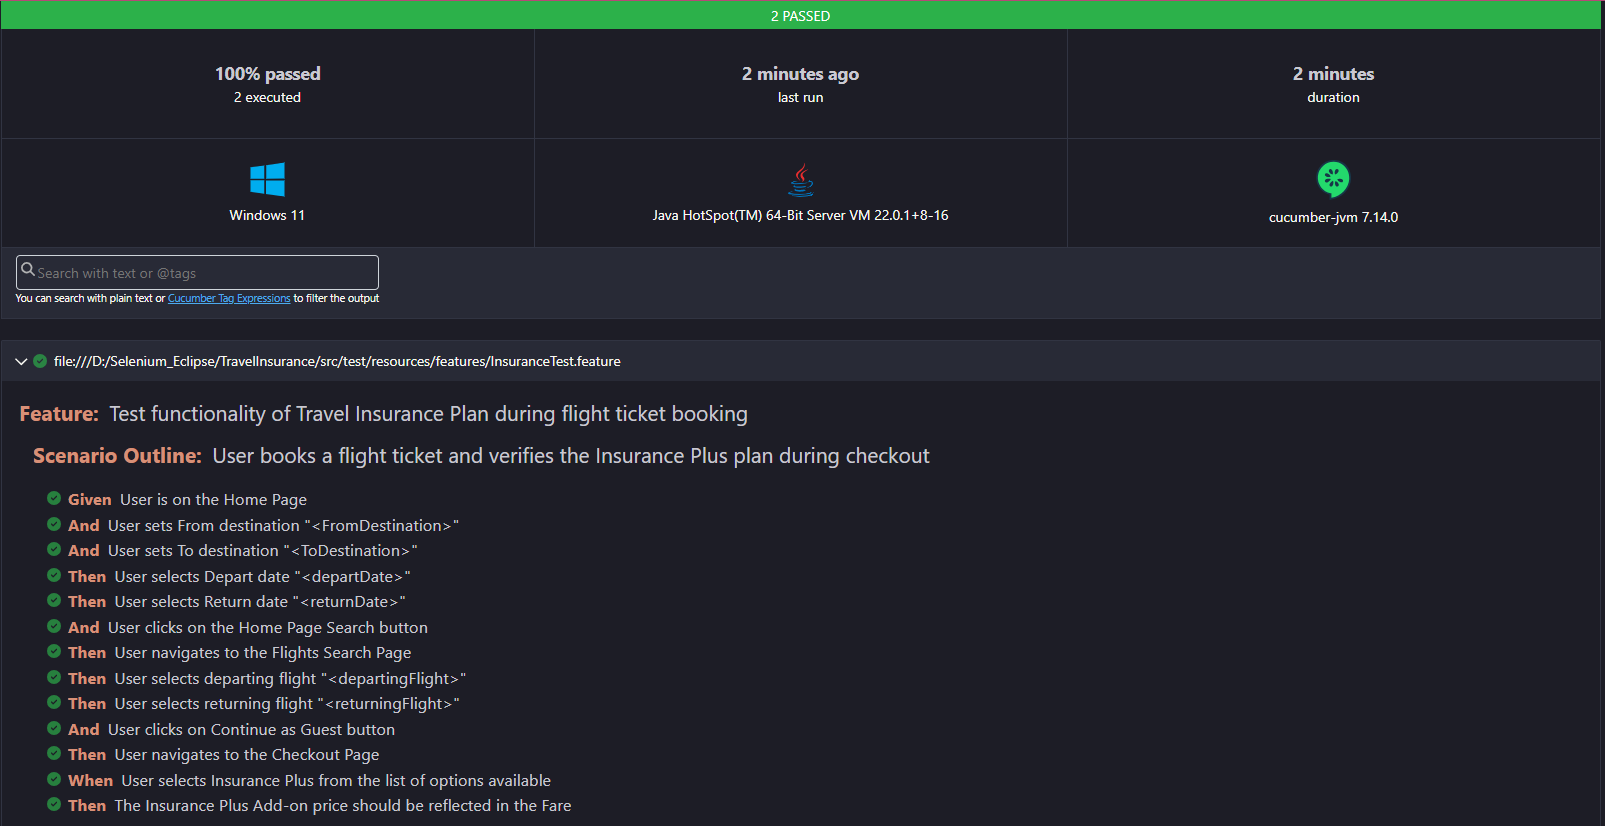 2 PASSED
100% passed
2 executed
2 minutes ago
last run
2 minutes
duration
Windows 11
Java HotSpot(TM) 64-Bit Server VM 22.0.1+8-16
cucumber-jvm 7.14.0
Search with text or @tags
You can search with plain text or Cucumber Tag Expressions to filter the output
file:///D:/Selenium_Eclipse/TravelInsurance/src/test/resources/features/InsuranceTest.feature
Feature: Test functionality of Travel Insurance Plan during flight ticket booking
Scenario Outline: User books a flight ticket and verifies the Insurance Plus plan during checkout
Given User is on the Home Page
And User sets From destination "<FromDestination>"
And User sets To destination "<ToDestination>"
Then User selects Depart date "<departDate>"
Then User selects Return date "<returnDate>"
And User clicks on the Home Page Search button
Then User navigates to the Flights Search Page
Then User selects departing flight "<departingFlight>"
Then User selects returning flight "<returningFlight>"
And User clicks on Continue as Guest button
Then User navigates to the Checkout Page
When User selects Insurance Plus from the list of options available
Then The Insurance Plus Add-on price should be reflected in the Fare